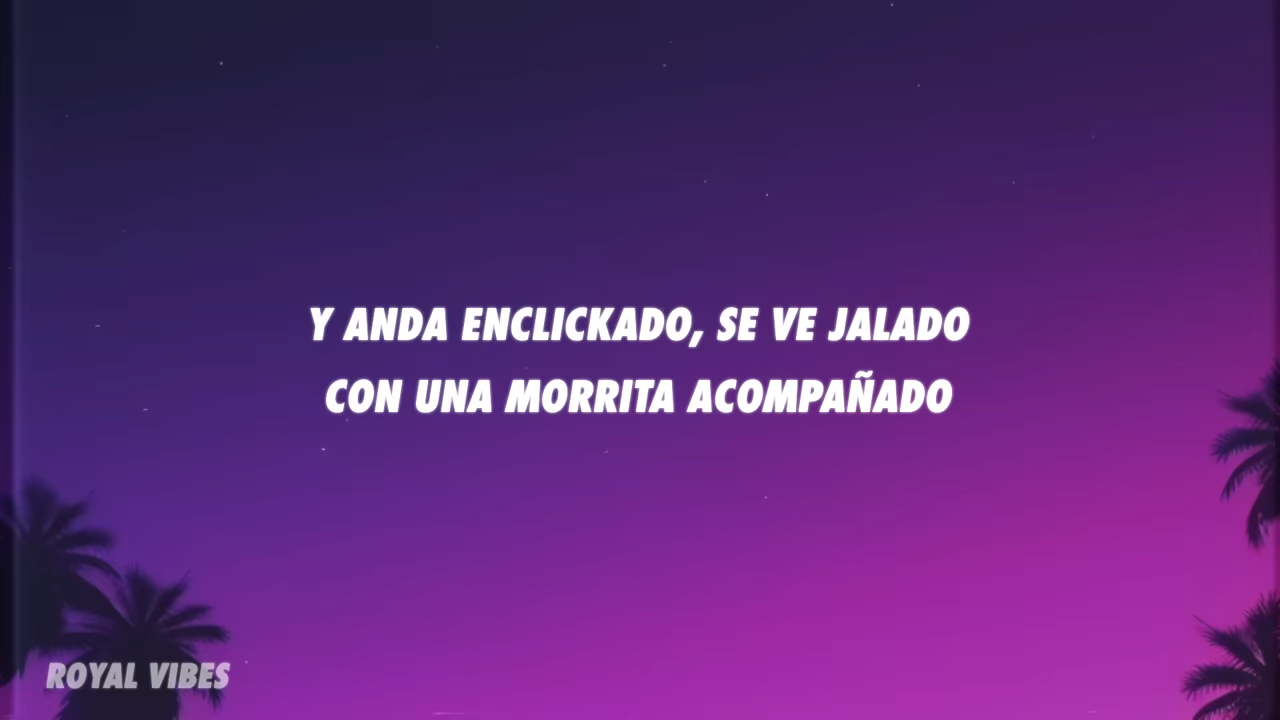 Y ANDA ENCLICKADO, SE VE JALADO
CON UNA MORRITA ACOMPAÑADO
ROYAL VIBES